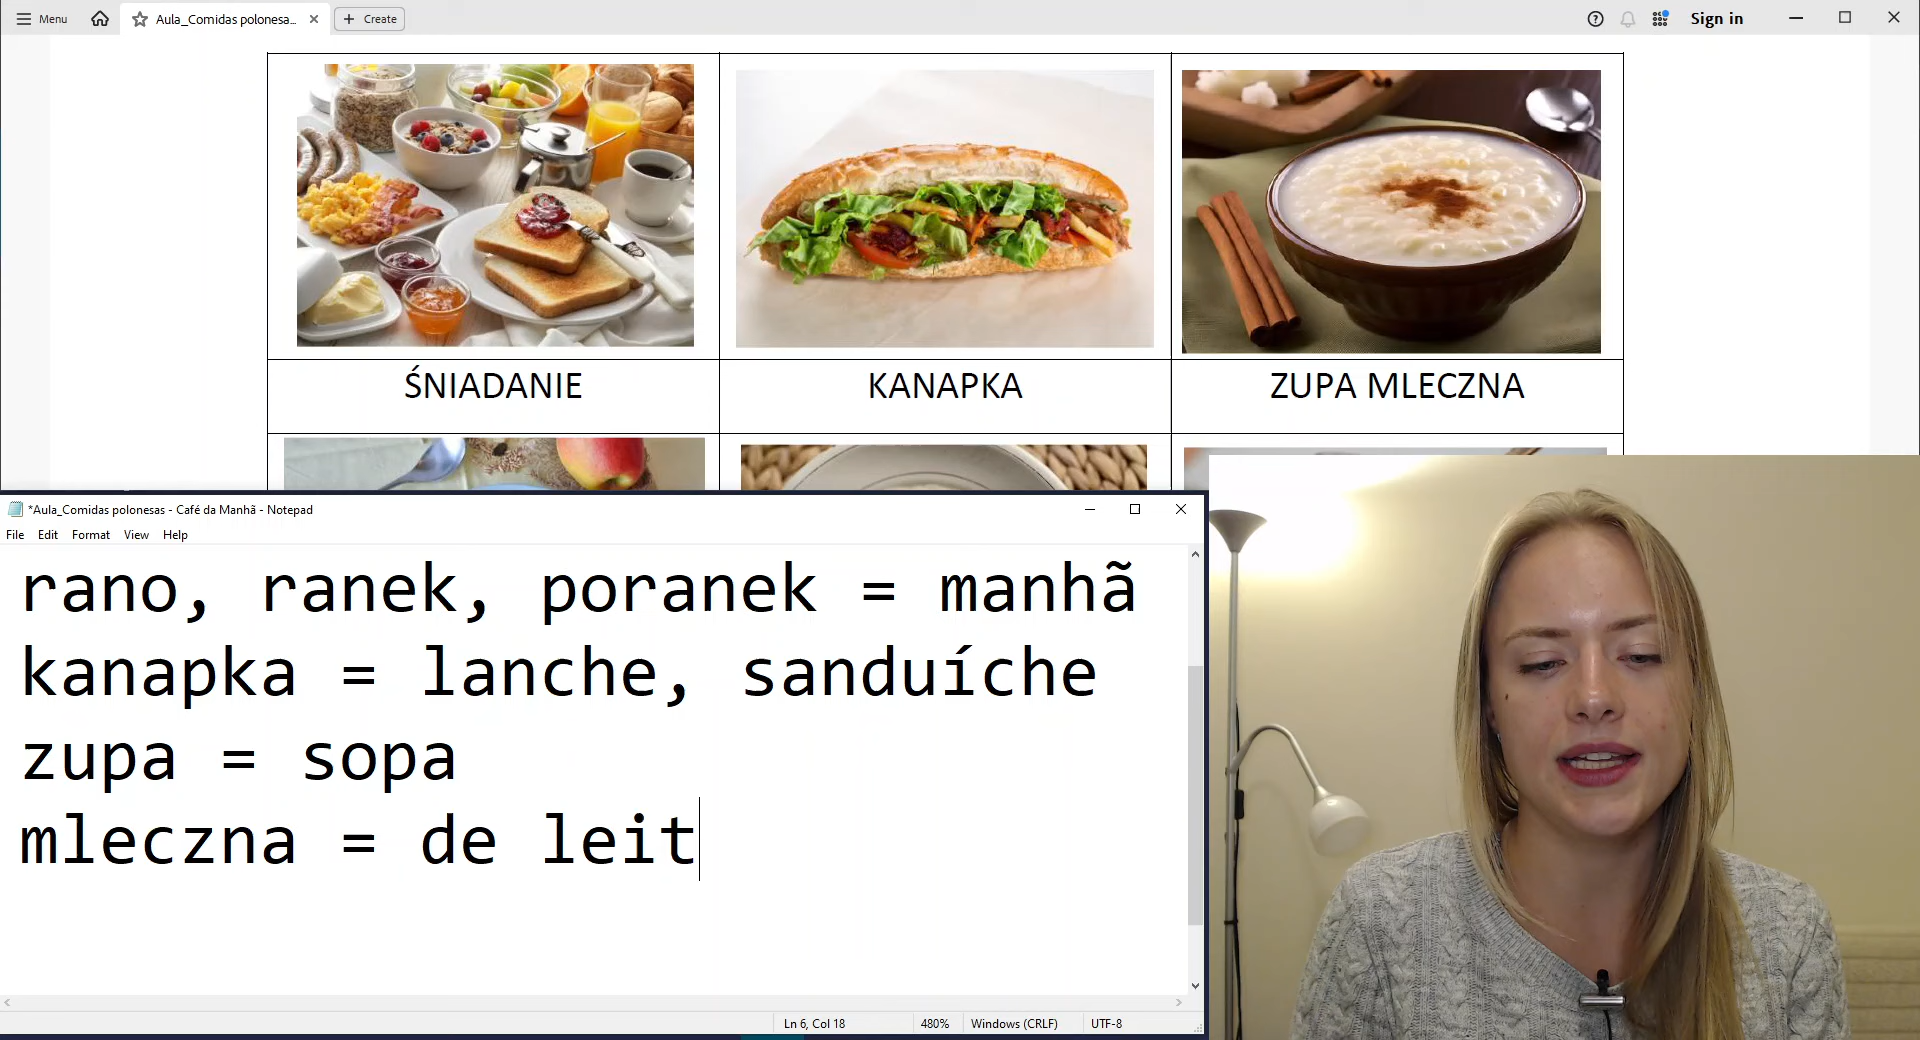 Menu
Aula_Comidas polonesa...
Create
Sign in
ŚNIADANIE
KANAPKA
ZUPA MLECZNA
*Aula_Comidas polonesas - Café da Manhã - Notepad
File Edit Format View Help
rano, ranek, poranek = manhã
kanapka = lanche, sanduíche
zupa = sopa
mleczna = de leit
Ln 6, Col 18
480%
Windows (CRLF)
UTF-8